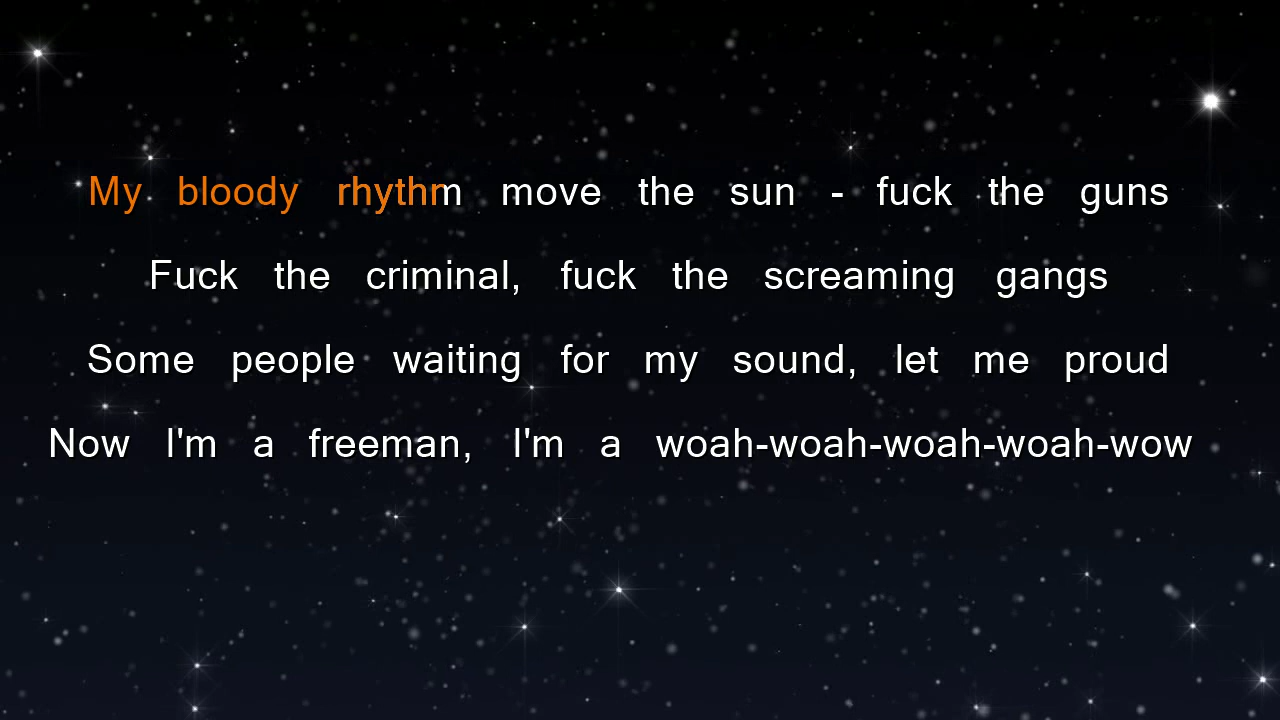 My bloody rhythm move the sun - fuck the guns
Fuck the criminal, fuck the screaming gangs
Some people waiting for my sound, let me proud
Now I'm a freeman, I'm a woah-woah-woah-woah-wow